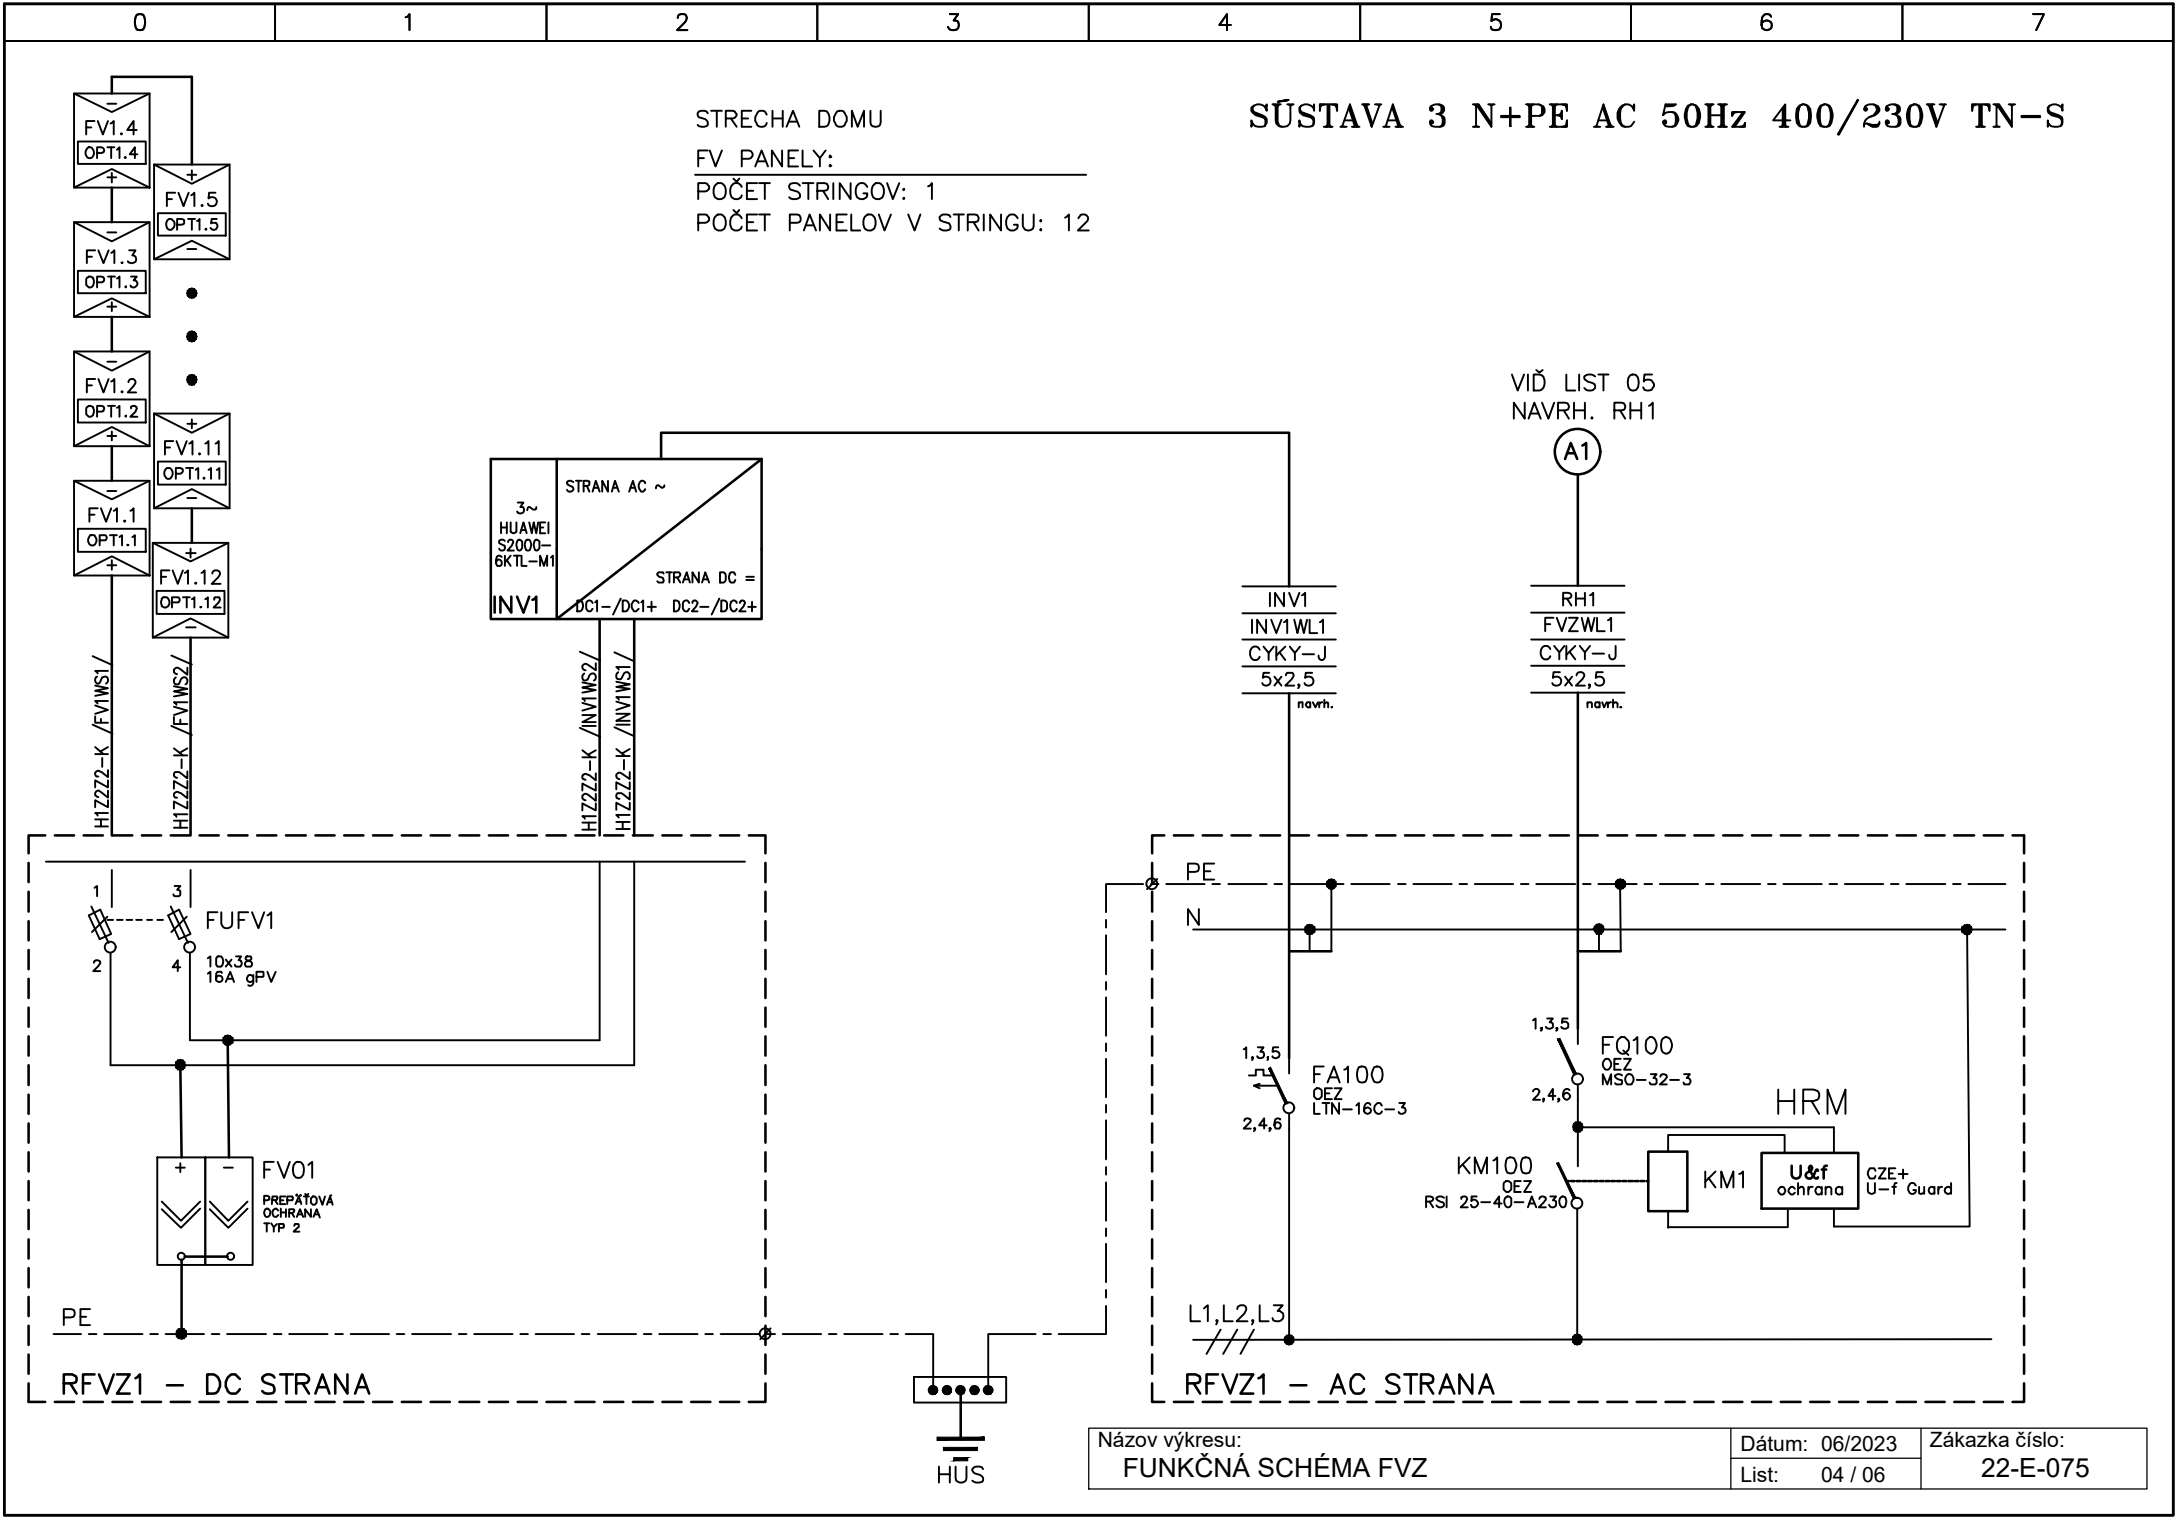 0 1 2 3 4 5 6 7
SÚSTAVA 3 N+PE AC 50Hz 400/230V TN-S
STRECHA DOMU
FV PANELY:
POČET STRINGOV: 1
POČET PANELOV V STRINGU: 12
-
FV1.4
OPT1.4
+
+
FV1.5
OPT1.5
-
-
FV1.3
OPT1.3
+
-
FV1.2
OPT1.2
+
+
FV1.11
OPT1.11
-
-
FV1.1
OPT1.1
+
+
FV1.12
OPT1.12
-
H1Z2Z2-K /FV1WS1/
H1Z2Z2-K /FV1WS2/
3~
HUAWEI
S2000-
6KTL-M1
INV1
STRANA AC ~
STRANA DC =
DC1-/DC1+ DC2-/DC2+
H1Z2Z2-K /INV1WS2/
H1Z2Z2-K /INV1WS1/
VIĎ LIST 05
NAVRH. RH1
A1
INV1
INV1WL1
CYKY-J
5x2,5
navrh.
RH1
FVZWL1
CYKY-J
5x2,5
navrh.
1
3
FUFV1
2
4
10x38
16A gPV
+ -
FV01
PREPÄŤOVÁ
OCHRANA
TYP 2
PE
RFVZ1 - DC STRANA
HUS
PE
N
1,3,5
FA100
OEZ
LTN-16C-3
2,4,6
1,3,5
FQ100
OEZ
MSO-32-3
2,4,6
HRM
KM100
OEZ
RSI 25-40-A230
KM1
U&f
ochrana
CZE+
U-f Guard
L1,L2,L3
RFVZ1 - AC STRANA
Názov výkresu:
FUNKČNÁ SCHÉMA FVZ
Dátum: 06/2023
List: 04 / 06
Zákazka číslo:
22-E-075